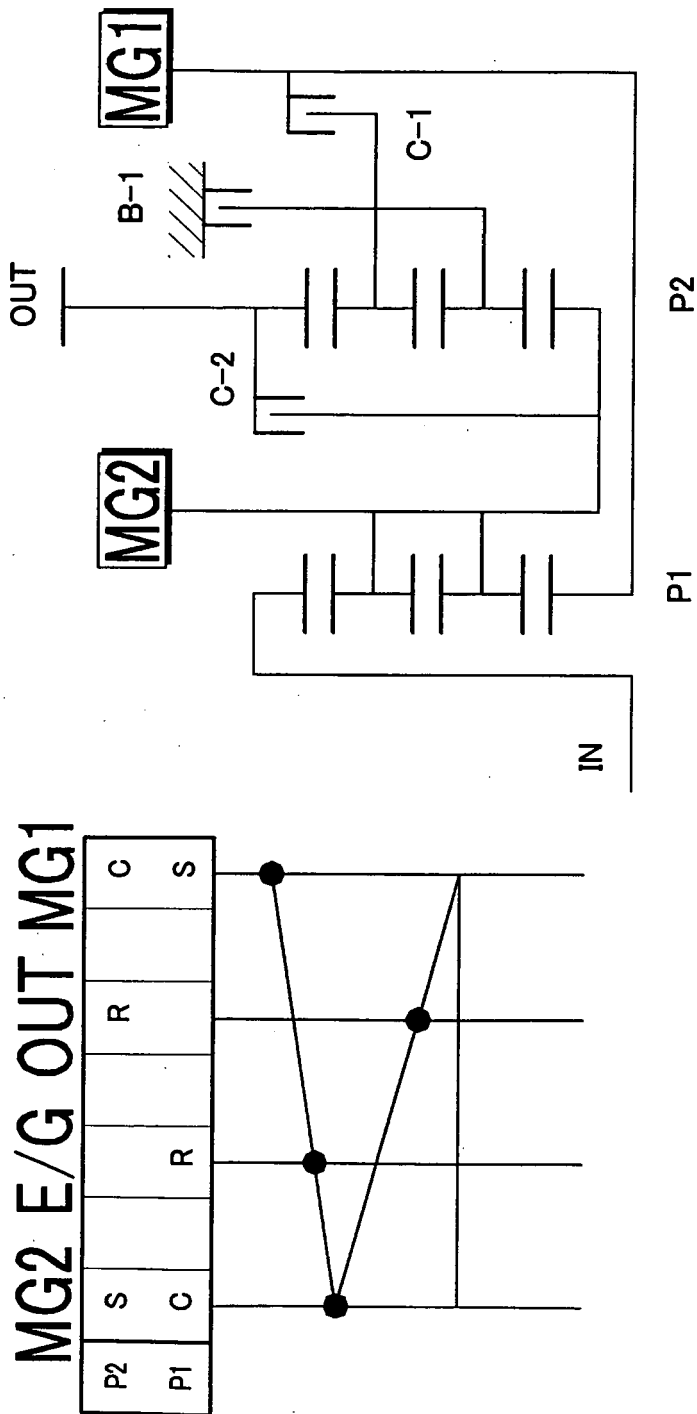 MG2 E/G OUT MG1
P2 S R C
P1 C R S
OUT
MG2
MG1
B-1
C-2
C-1
IN
P1
P2